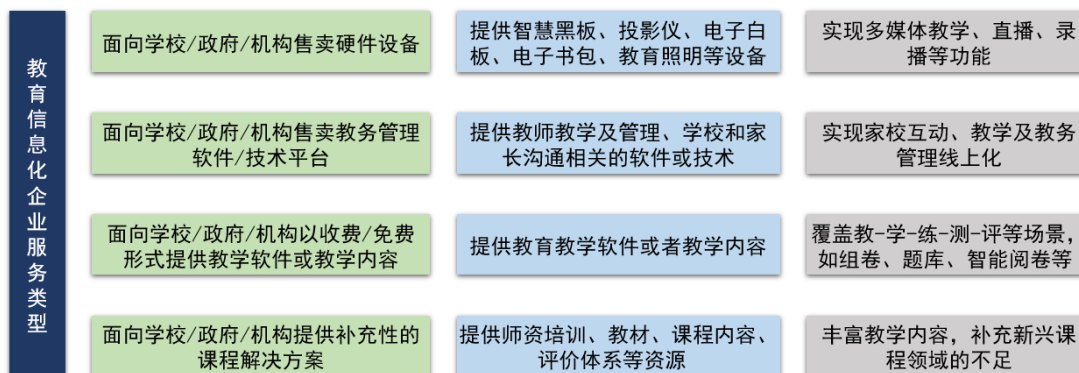 教育信息化企业服务类型
面向学校/政府/机构售卖硬件设备
提供智慧黑板、投影仪、电子白
板、电子书包、教育照明等设备
实现多媒体教学、直播、录
播等功能
面向学校/政府/机构售卖教务管理
软件/技术平台
提供教师教学及管理、学校和家
长沟通相关的软件或技术
实现家校互动、教学及教务
管理线上化
面向学校/政府/机构以收费/免费
形式提供教学软件或教学内容
提供教育教学软件或者教学内容
覆盖教-学-练-测-评等场景,
如组卷、题库、智能阅卷等
面向学校/政府/机构提供补充性的
课程解决方案
提供师资培训、教材、课程内容、
评价体系等资源
丰富教学内容，补充新兴课
程领域的不足